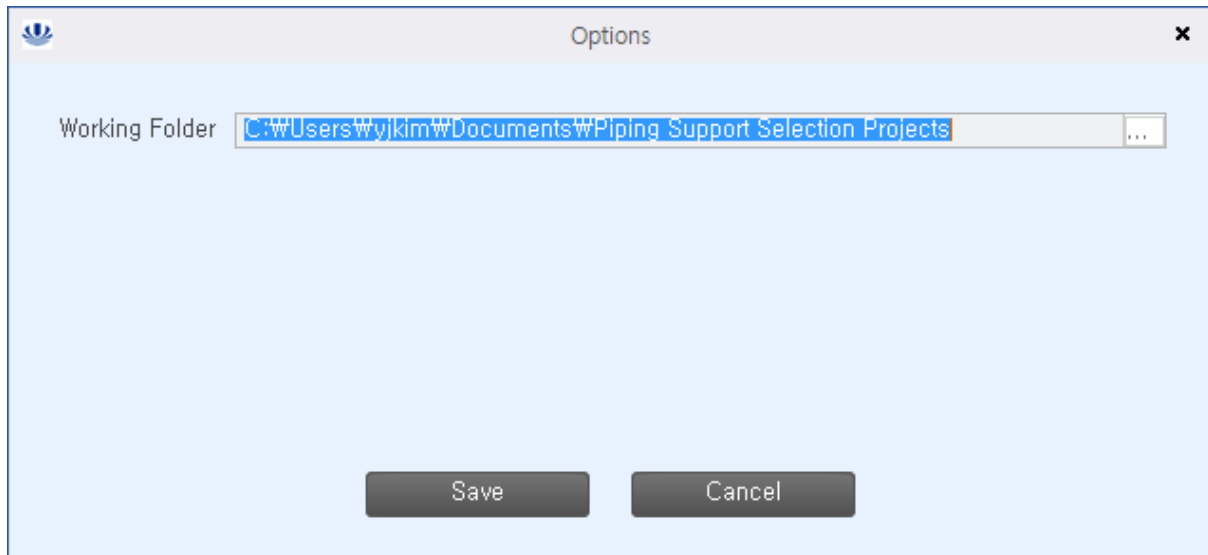 Options
Working Folder C:₩Users₩yjkim₩Documents₩Piping Support Selection Projects ...
Save Cancel